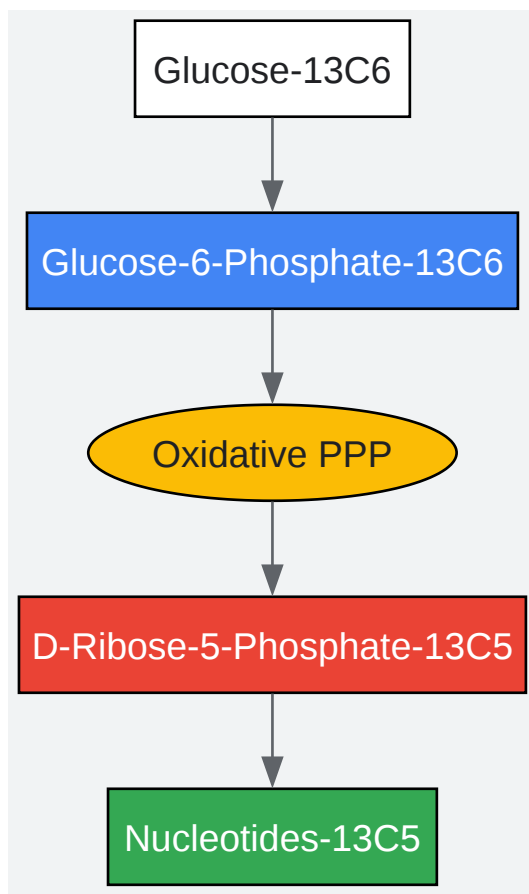 Glucose-13C6
Glucose-6-Phosphate-13C6
Oxidative PPP
D-Ribose-5-Phosphate-13C5
Nucleotides-13C5